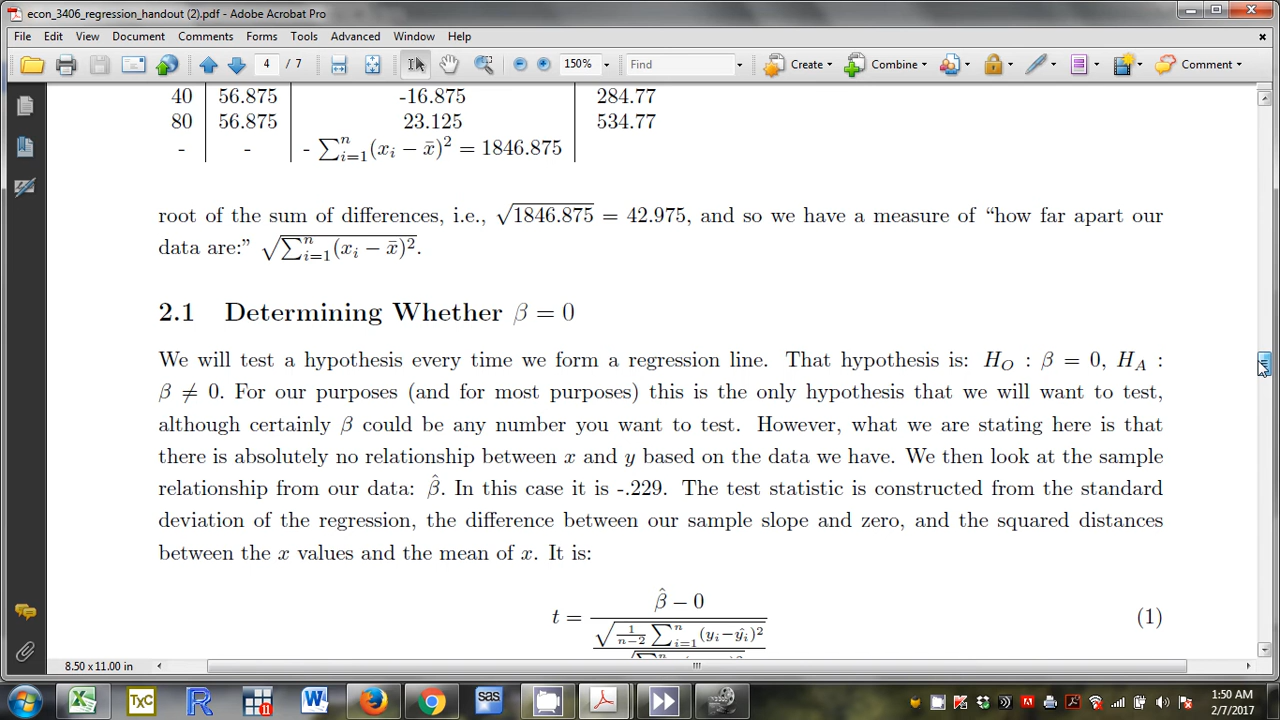 econ_3406_regression_handout (2).pdf - Adobe Acrobat Pro
File Edit View Document Comments Forms Tools Advanced Window Help
4 / 7 150% Find Create Combine Comment
40 56.875 -16.875 284.77
80 56.875 23.125 534.77
- - - ∑ⁿᵢ₌₁(xᵢ − x̄)² = 1846.875
root of the sum of differences, i.e., √1846.875 = 42.975, and so we have a measure of “how far apart our
data are:” √∑ⁿᵢ₌₁(xᵢ − x̄)².
2.1 Determining Whether β = 0
We will test a hypothesis every time we form a regression line. That hypothesis is: H_O : β = 0, H_A :
β ≠ 0. For our purposes (and for most purposes) this is the only hypothesis that we will want to test,
although certainly β could be any number you want to test. However, what we are stating here is that
there is absolutely no relationship between x and y based on the data we have. We then look at the sample
relationship from our data: β̂. In this case it is -.229. The test statistic is constructed from the standard
deviation of the regression, the difference between our sample slope and zero, and the squared distances
between the x values and the mean of x. It is:
β̂ − 0
t = (1)
√1/(n−2) ∑ⁿᵢ₌₁(yᵢ−ŷᵢ)²
8.50 x 11.00 in
TxC R 11 W sas
1:50 AM
2/7/2017